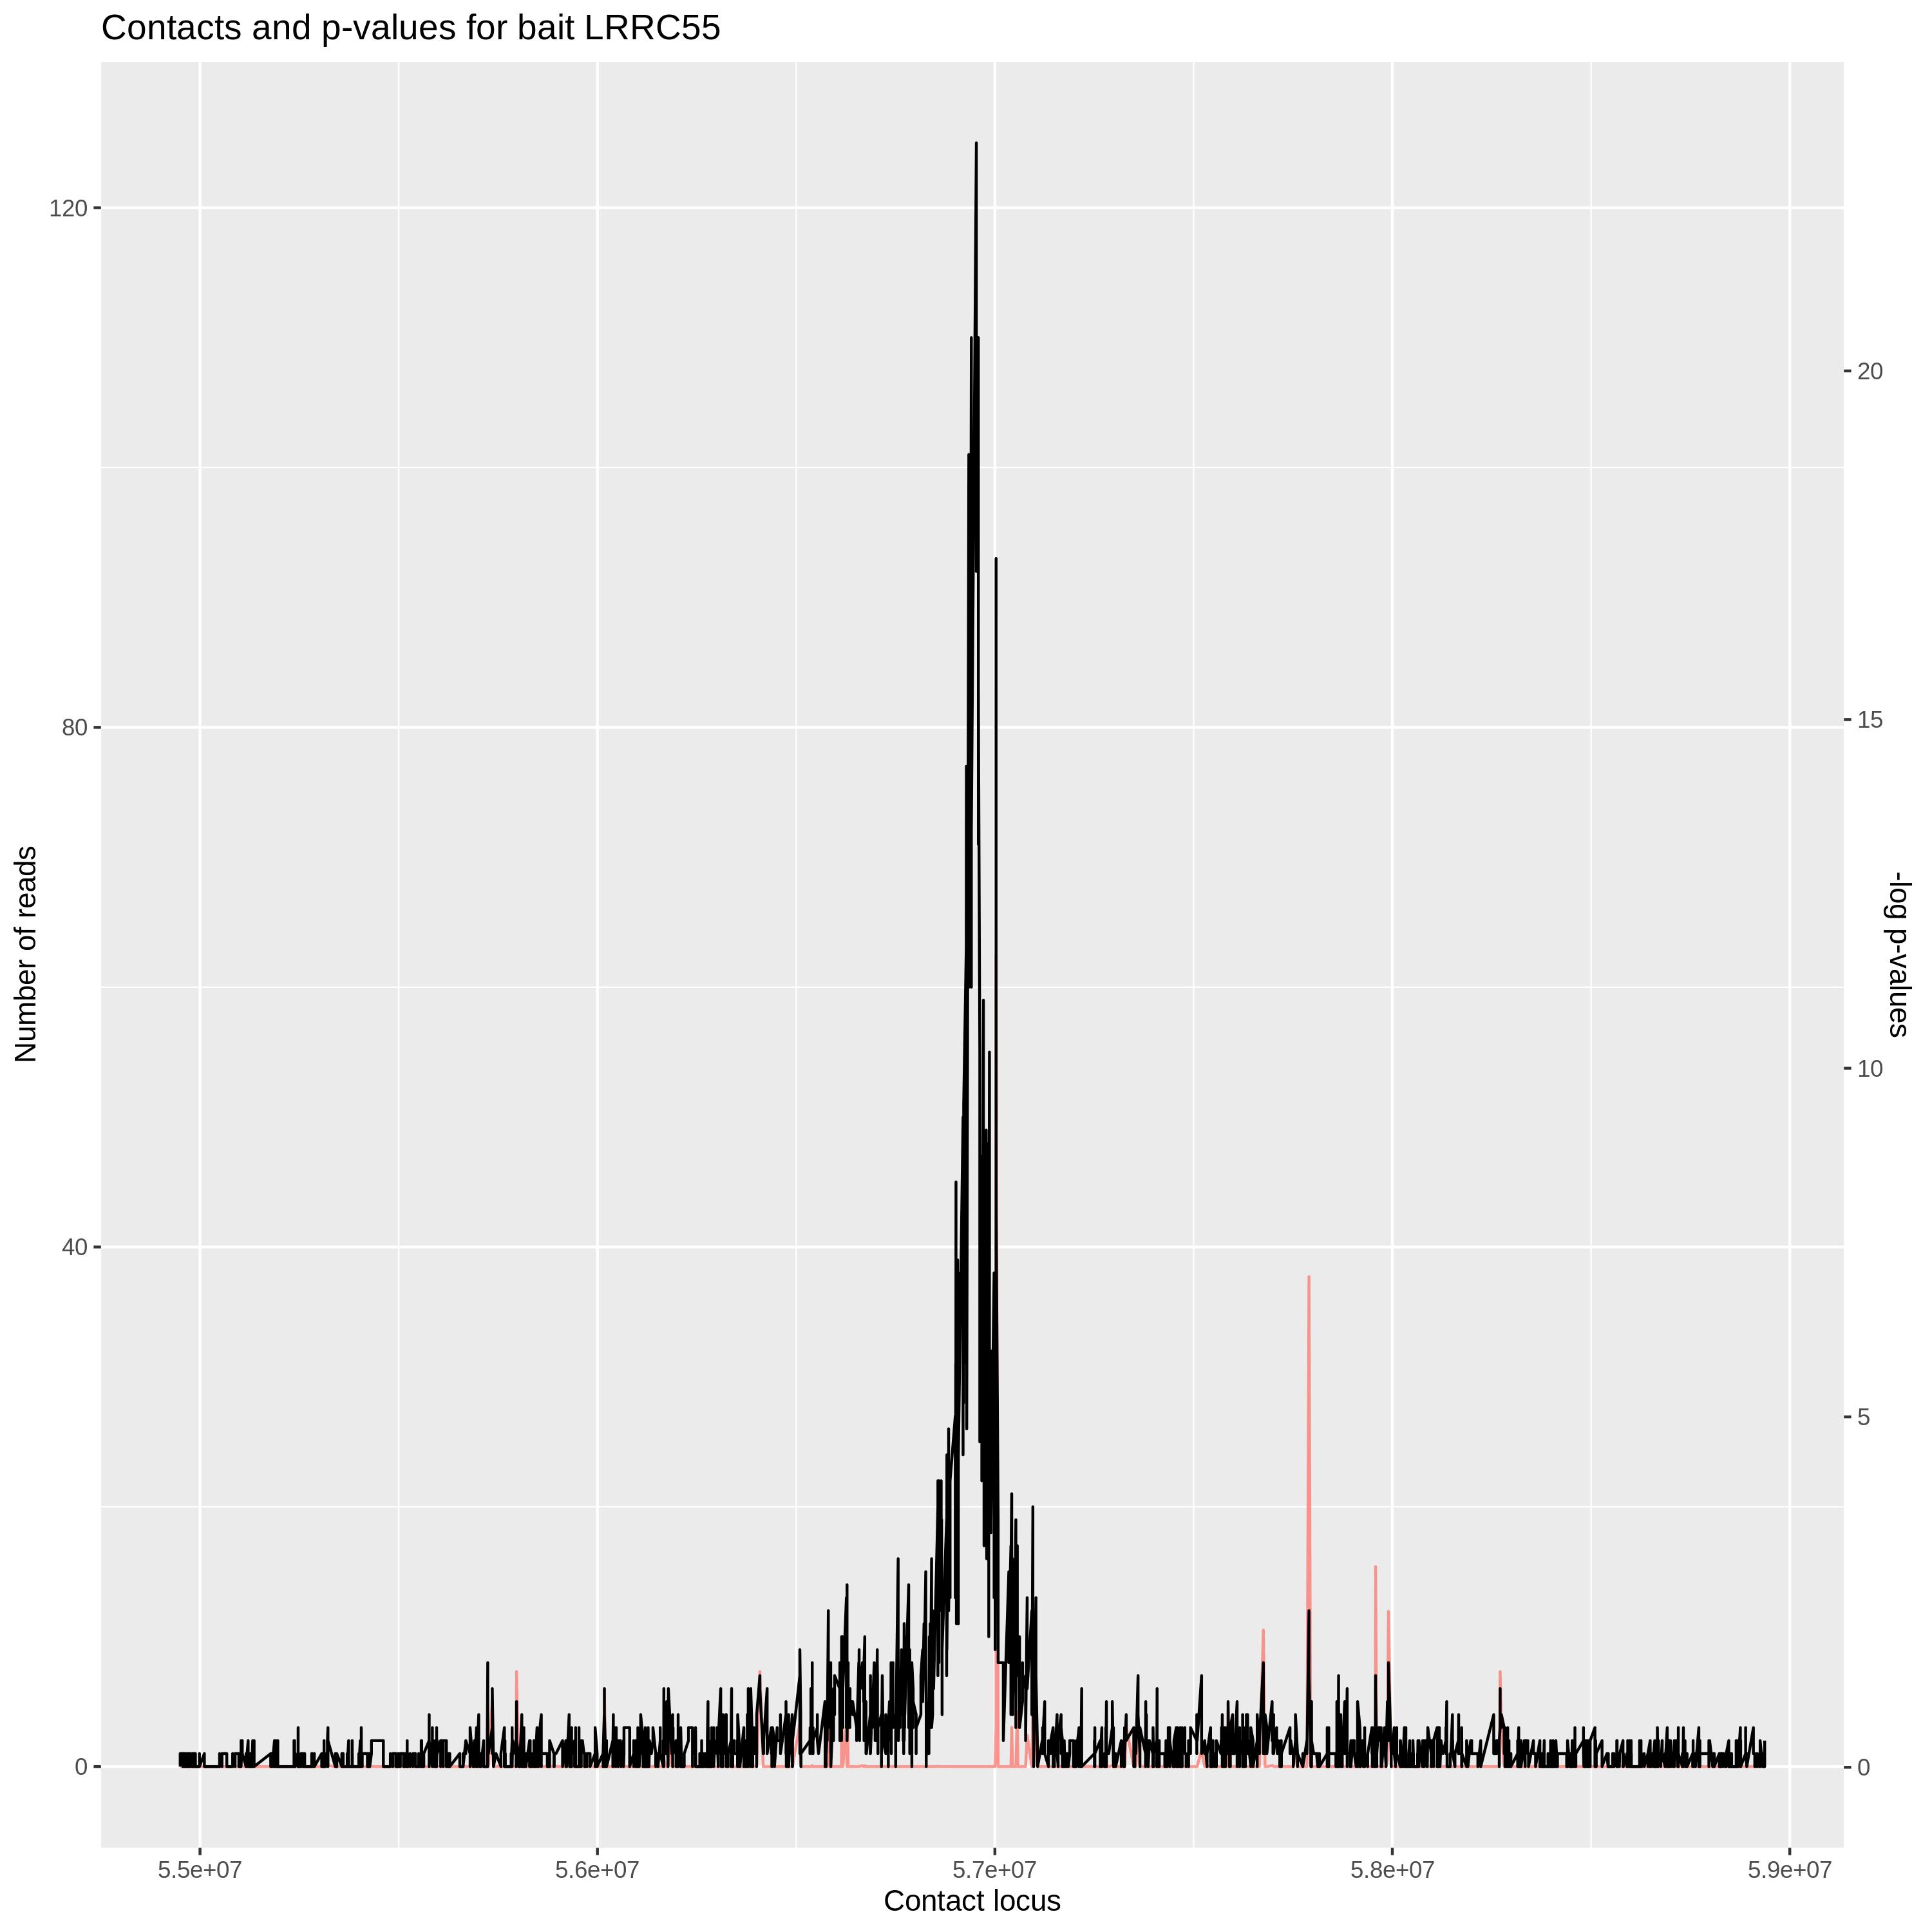 Contacts and p-values for bait LRRC55
120
80
40
0
Number of reads
20
15
10
5
0
-log p-values
5.5e+07
5.6e+07
5.7e+07
5.8e+07
5.9e+07
Contact locus